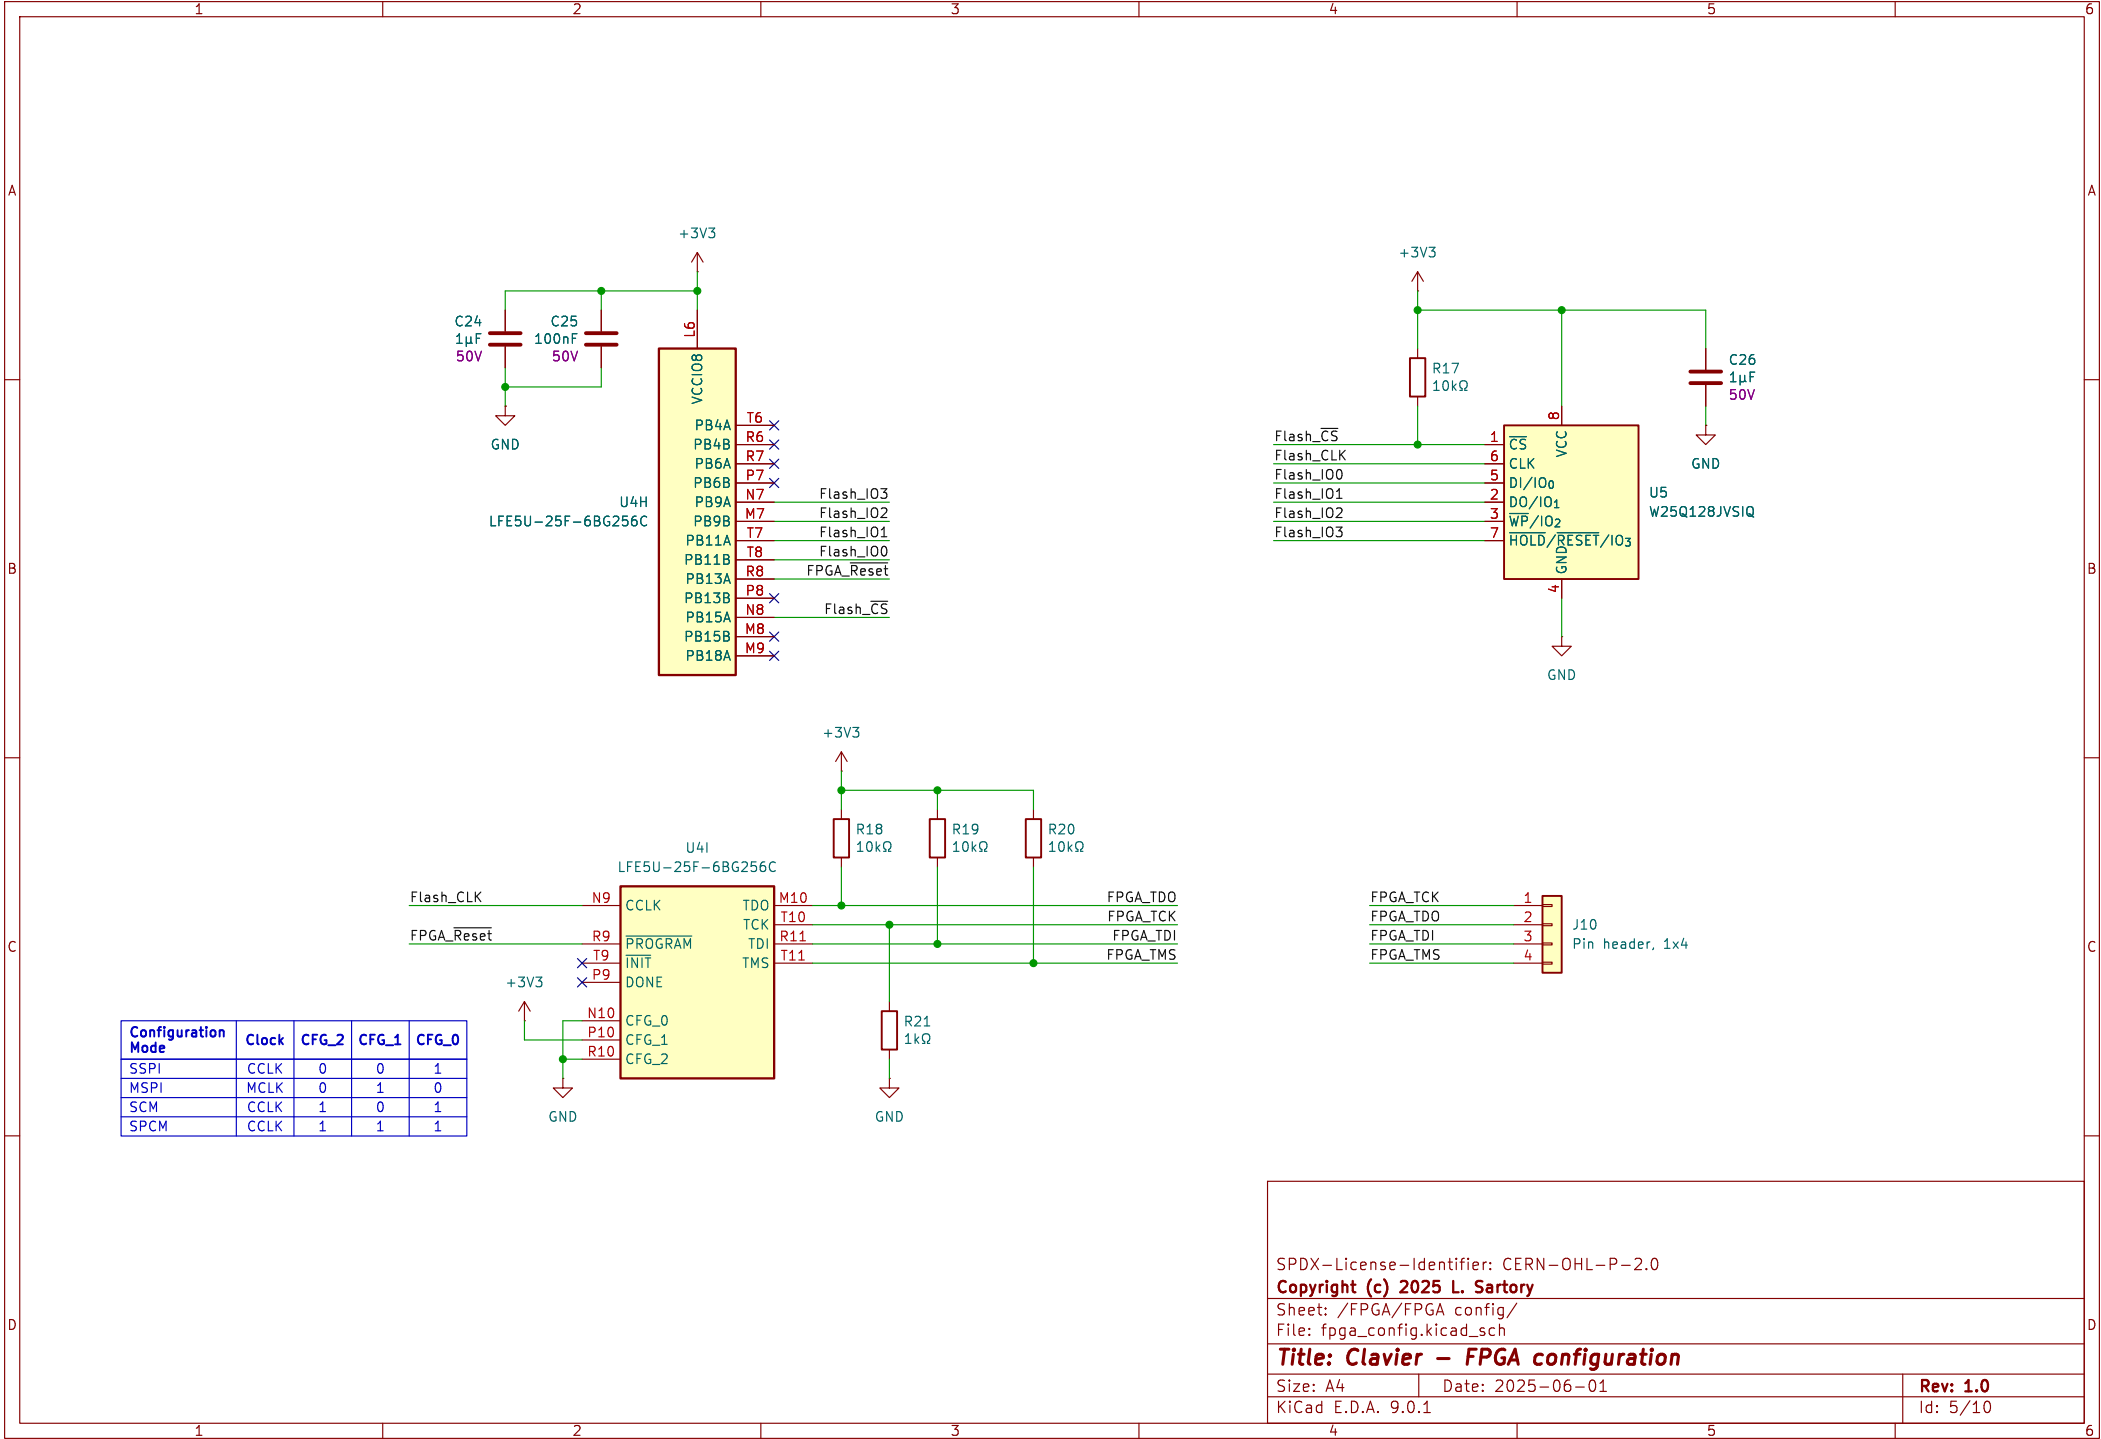 1 2 3 4 5 6
A A
B B
C C
D D
1 2 3 4 5 6
+3V3
C24
1µF
50V
C25
100nF
50V
GND
L6
VCCIO8
U4H
LFE5U-25F-6BG256C
PB4A T6
PB4B R6
PB6A R7
PB6B P7
PB9A N7 Flash_IO3
PB9B M7 Flash_IO2
PB11A T7 Flash_IO1
PB11B T8 Flash_IO0
PB13A R8 FPGA_Reset
PB13B P8
PB15A N8 Flash_CS
PB15B M8
PB18A M9
+3V3
R17
10kΩ
C26
1µF
50V
GND
Flash_CS 1 CS
Flash_CLK 6 CLK
Flash_IO0 5 DI/IO0
Flash_IO1 2 DO/IO1
Flash_IO2 3 WP/IO2
Flash_IO3 7 HOLD/RESET/IO3
8
VCC
GND
4
U5
W25Q128JVSIQ
GND
+3V3
R18
10kΩ
R19
10kΩ
R20
10kΩ
U4I
LFE5U-25F-6BG256C
Flash_CLK N9 CCLK
FPGA_Reset R9 PROGRAM
T9 INIT
P9 DONE
+3V3
N10 CFG_0
P10 CFG_1
R10 CFG_2
GND
TDO M10 FPGA_TDO
TCK T10 FPGA_TCK
TDI R11 FPGA_TDI
TMS T11 FPGA_TMS
R21
1kΩ
GND
FPGA_TCK 1
FPGA_TDO 2
FPGA_TDI 3
FPGA_TMS 4
J10
Pin header, 1x4
Configuration Mode Clock CFG_2 CFG_1 CFG_0
SSPI CCLK 0 0 1
MSPI MCLK 0 1 0
SCM CCLK 1 0 1
SPCM CCLK 1 1 1
SPDX-License-Identifier: CERN-OHL-P-2.0
Copyright (c) 2025 L. Sartory
Sheet: /FPGA/FPGA config/
File: fpga_config.kicad_sch
Title: Clavier – FPGA configuration
Size: A4 Date: 2025-06-01 Rev: 1.0
KiCad E.D.A. 9.0.1 Id: 5/10